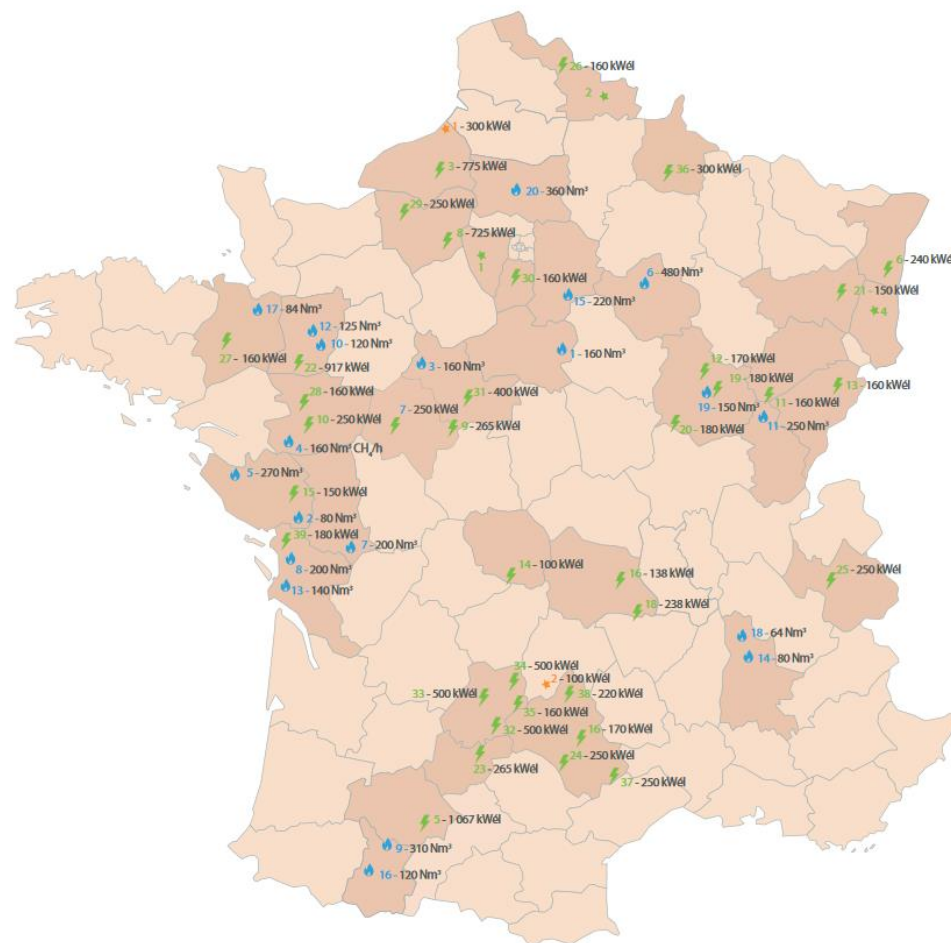 26 - 160 kWél
2
1 - 300 kWél
3 - 775 kWél
36 - 300 kWél
20 - 360 Nm³
29 - 250 kWél
8 - 725 kWél
1
6 - 240 kWél
30 - 160 kWél
6 - 480 Nm³
21 - 150 kWél
15 - 220 Nm³
4
17 - 84 Nm³
12 - 125 Nm³
10 - 120 Nm³
27 - 160 kWél
22 - 917 kWél
3 - 160 Nm³
1 - 160 Nm³
12 - 170 kWél
19 - 180 kWél
13 - 160 kWél
28 - 160 kWél
31 - 400 kWél
11 - 160 kWél
19 - 150 Nm³
10 - 250 kWél
7 - 250 kWél
9 - 265 kWél
20 - 180 kWél
11 - 250 Nm³
4 - 160 Nm³ CH₄/h
5 - 270 Nm³
15 - 150 kWél
2 - 80 Nm³
39 - 180 kWél
7 - 200 Nm³
8 - 200 Nm³
13 - 140 Nm³
14 - 100 kWél
16 - 138 kWél
25 - 250 kWél
18 - 238 kWél
18 - 64 Nm³
14 - 80 Nm³
34 - 500 kWél
2 - 100 kWél
33 - 500 kWél
38 - 220 kWél
35 - 160 kWél
32 - 500 kWél
16 - 170 kWél
24 - 250 kWél
23 - 265 kWél
37 - 250 kWél
5 - 1 067 kWél
9 - 310 Nm³
16 - 120 Nm³